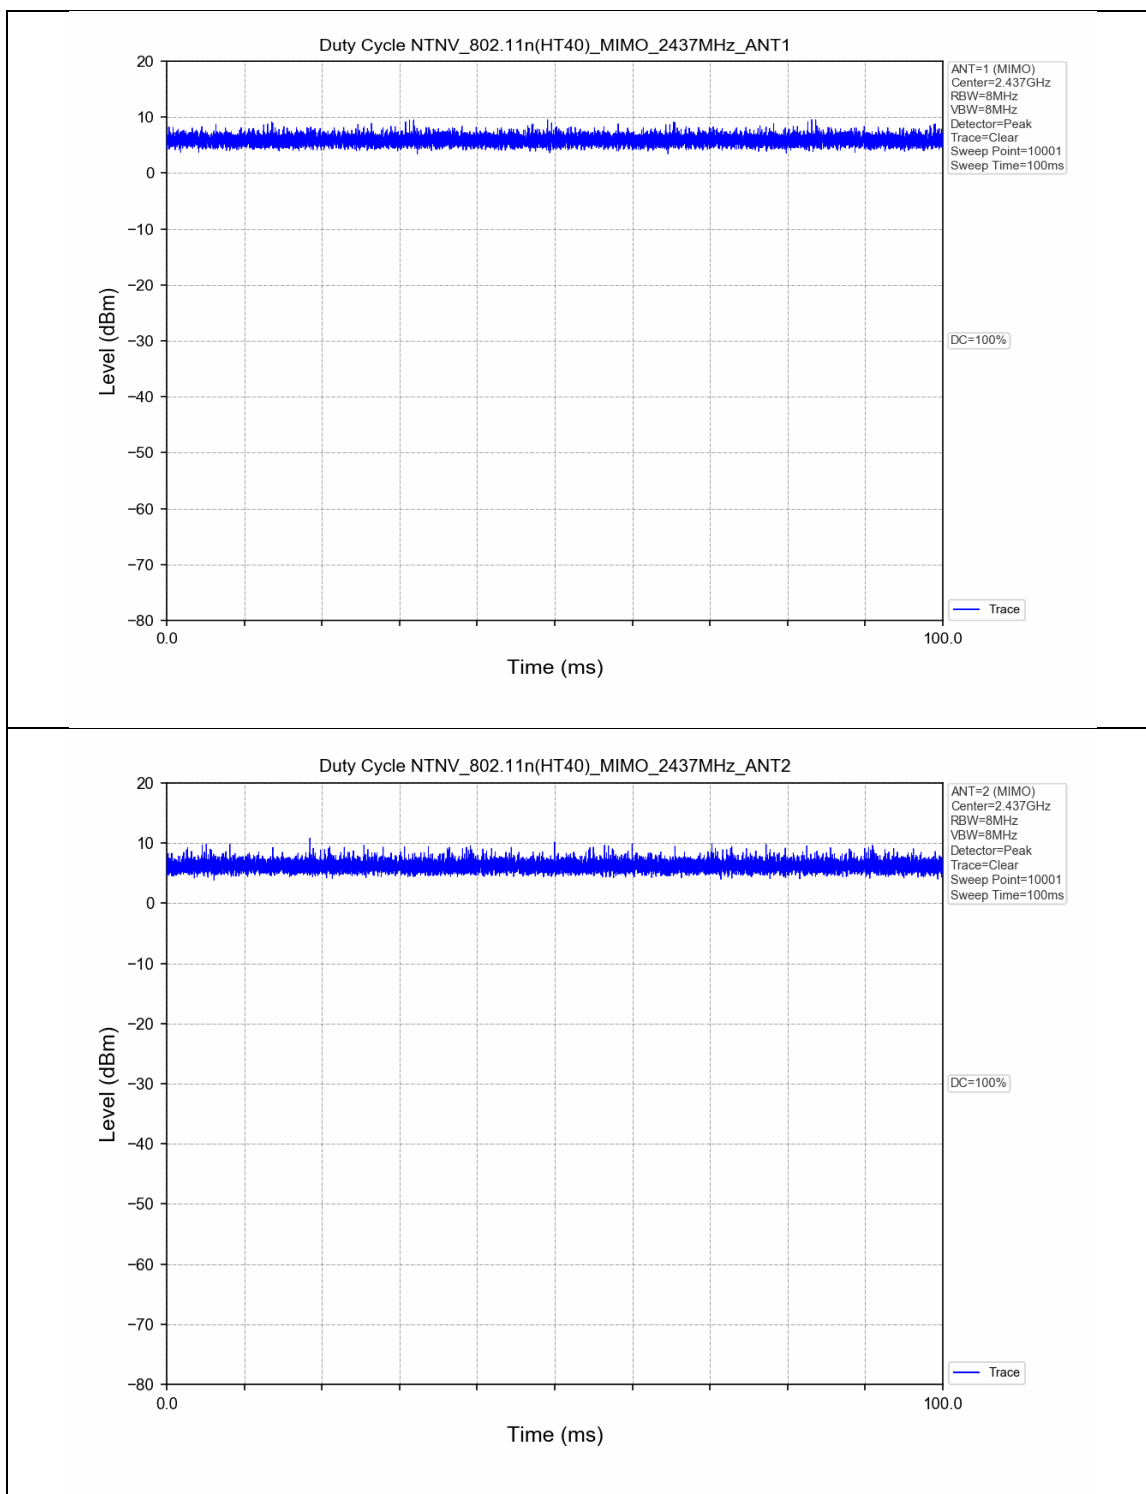 Duty Cycle NTNV_802.11n(HT40)_MIMO_2437MHz_ANT1
20
10
0
−10
−20
−30
−40
−50
−60
−70
−80
Level (dBm)
0.0
100.0
Time (ms)
ANT=1 (MIMO)
Center=2.437GHz
RBW=8MHz
VBW=8MHz
Detector=Peak
Trace=Clear
Sweep Point=10001
Sweep Time=100ms
DC=100%
Trace
Duty Cycle NTNV_802.11n(HT40)_MIMO_2437MHz_ANT2
20
10
0
−10
−20
−30
−40
−50
−60
−70
−80
Level (dBm)
0.0
100.0
Time (ms)
ANT=2 (MIMO)
Center=2.437GHz
RBW=8MHz
VBW=8MHz
Detector=Peak
Trace=Clear
Sweep Point=10001
Sweep Time=100ms
DC=100%
Trace